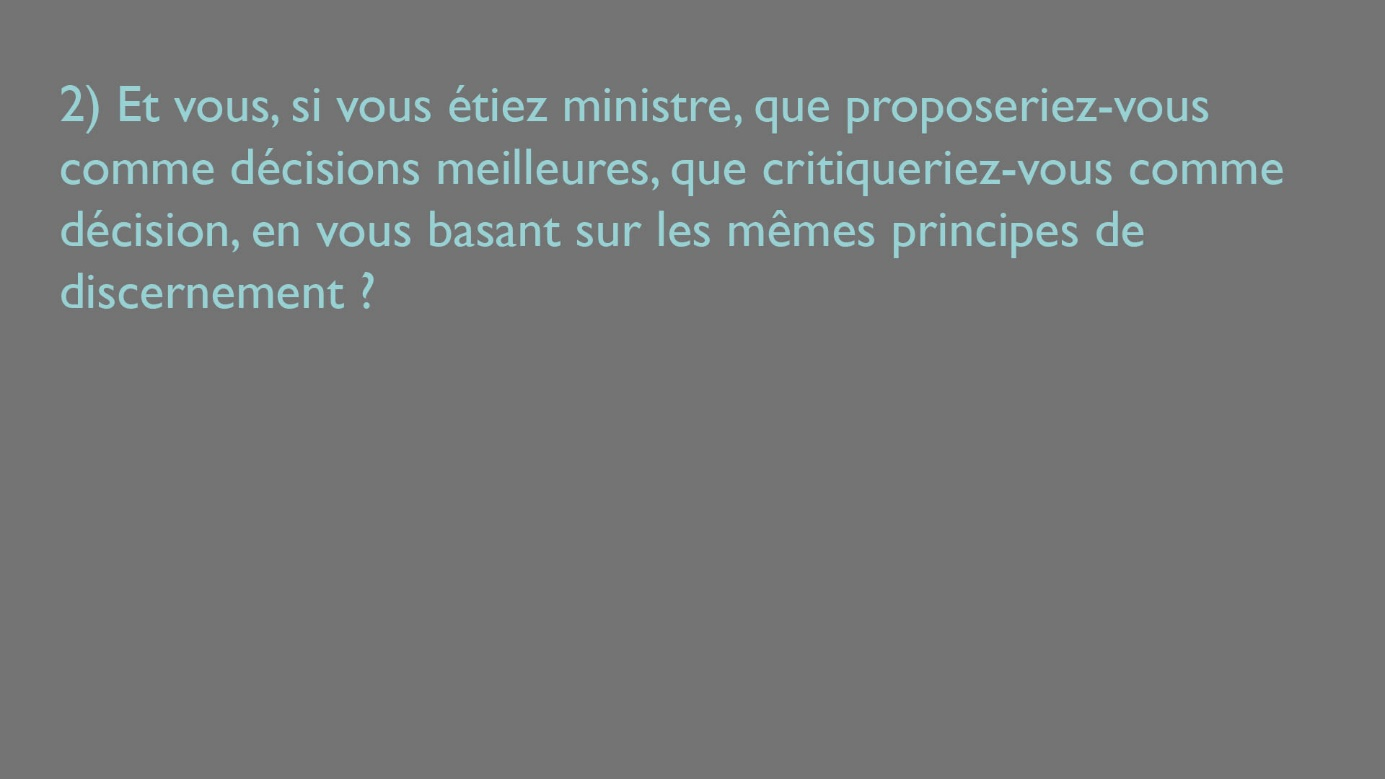 2) Et vous, si vous étiez ministre, que proposeriez-vous
comme décisions meilleures, que critiqueriez-vous comme
décision, en vous basant sur les mêmes principes de
discernement ?